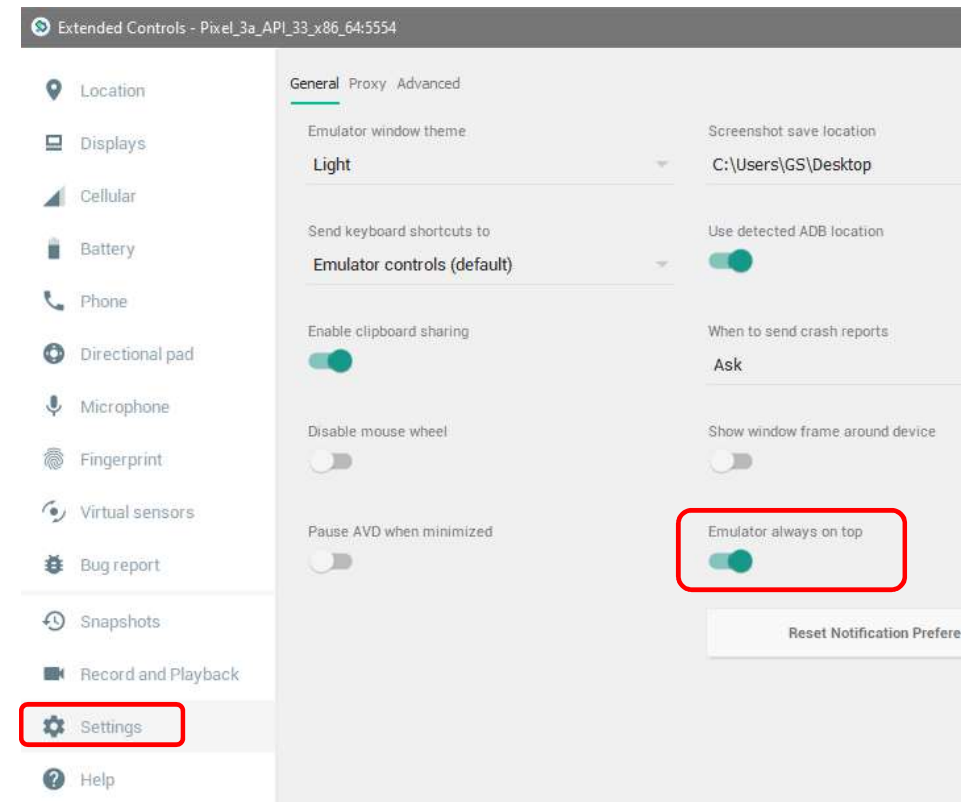 Extended Controls - Pixel_3a_API_33_x86_64:5554
Location
Displays
Cellular
Battery
Phone
Directional pad
Microphone
Fingerprint
Virtual sensors
Bug report
Snapshots
Record and Playback
Settings
Help
General Proxy Advanced
Emulator window theme
Light
Send keyboard shortcuts to
Emulator controls (default)
Enable clipboard sharing
Disable mouse wheel
Pause AVD when minimized
Screenshot save location
C:\Users\GS\Desktop
Use detected ADB location
When to send crash reports
Ask
Show window frame around device
Emulator always on top
Reset Notification Prefere